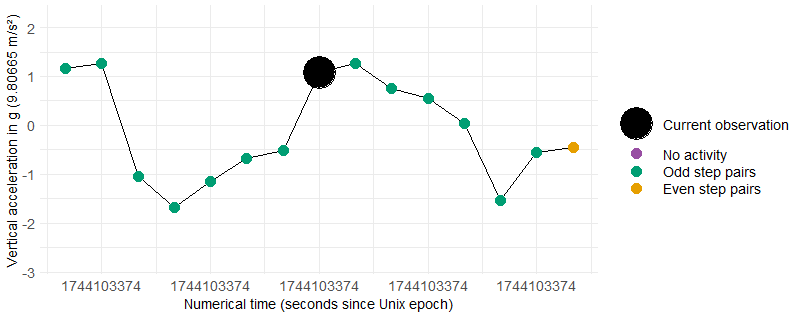 Vertical acceleration in g (9.80665 m/s²)
2
1
0
-1
-2
-3
1744103374 1744103374 1744103374 1744103374 1744103374
Numerical time (seconds since Unix epoch)
Current observation
No activity
Odd step pairs
Even step pairs